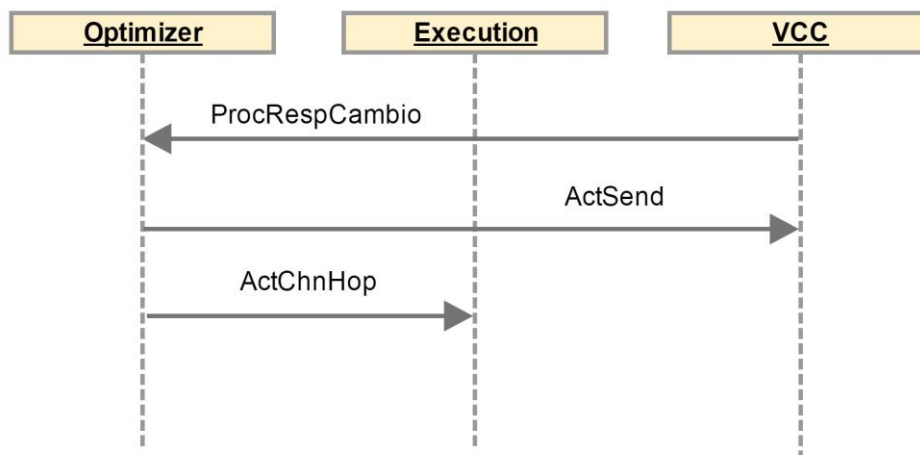 Optimizer
Execution
VCC
ProcRespCambio
ActSend
ActChnHop